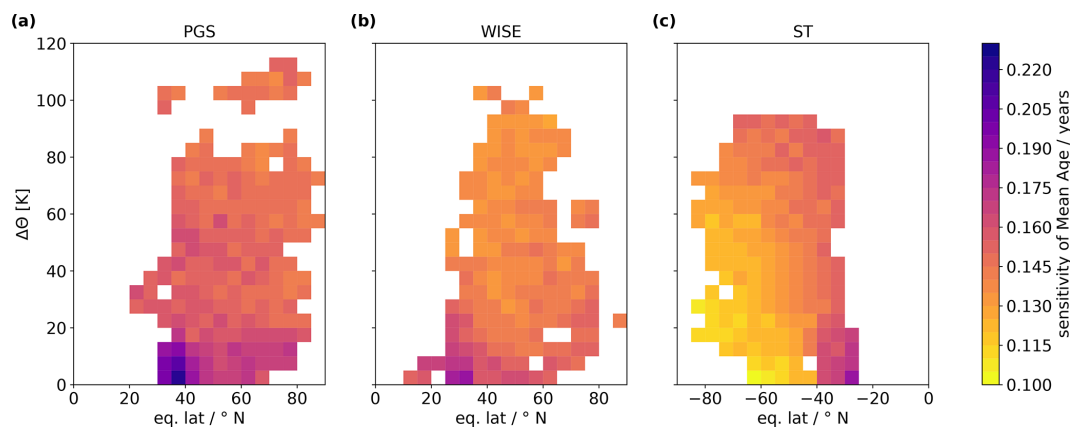 (a) PGS (b) WISE (c) ST
120
100
80
60
40
20
0
ΔΘ [K]
0 20 40 60 80
eq. lat / ° N
0 20 40 60 80
eq. lat / ° N
−80 −60 −40 −20 0
eq. lat / ° N
0.220
0.205
0.190
0.175
0.160
0.145
0.130
0.115
0.100
sensitivity of Mean Age / years